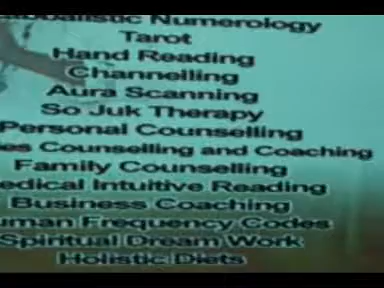 Numerology
Tarot
Hand Reading
Channelling
Aura Scanning
So Juk Therapy
Personal Counselling
Counselling and Coaching
Family Counselling
Intuitive Reading
Business Coaching
Frequency Codes
Spiritual Dream Work
Holistic Diets